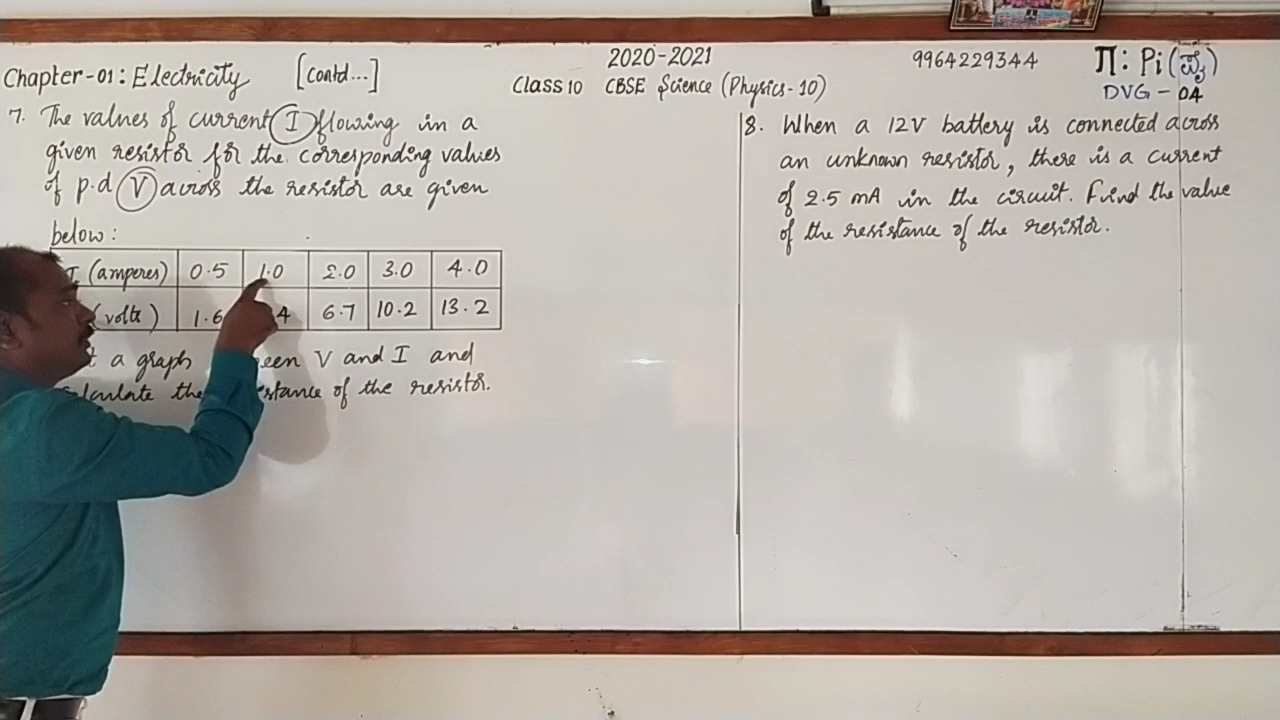 2020-2021
9964229344
π: Pi (ಪೈ)
Chapter-01: Electricity [contd...]
Class 10 CBSE Science (Physics-10)
DVG-04
7. The values of current I flowing in a
given resistor for the corresponding values
of p.d V across the resistor are given
below:
(amperes) 0.5 1.0 2.0 3.0 4.0
(volts) 1.6 4 6.7 10.2 13.2
a graph V and I and
the of the resistor.
8. When a 12V battery is connected across
an unknown resistor, there is a current
of 2.5 mA in the circuit. Find the value
of the resistance of the resistor.